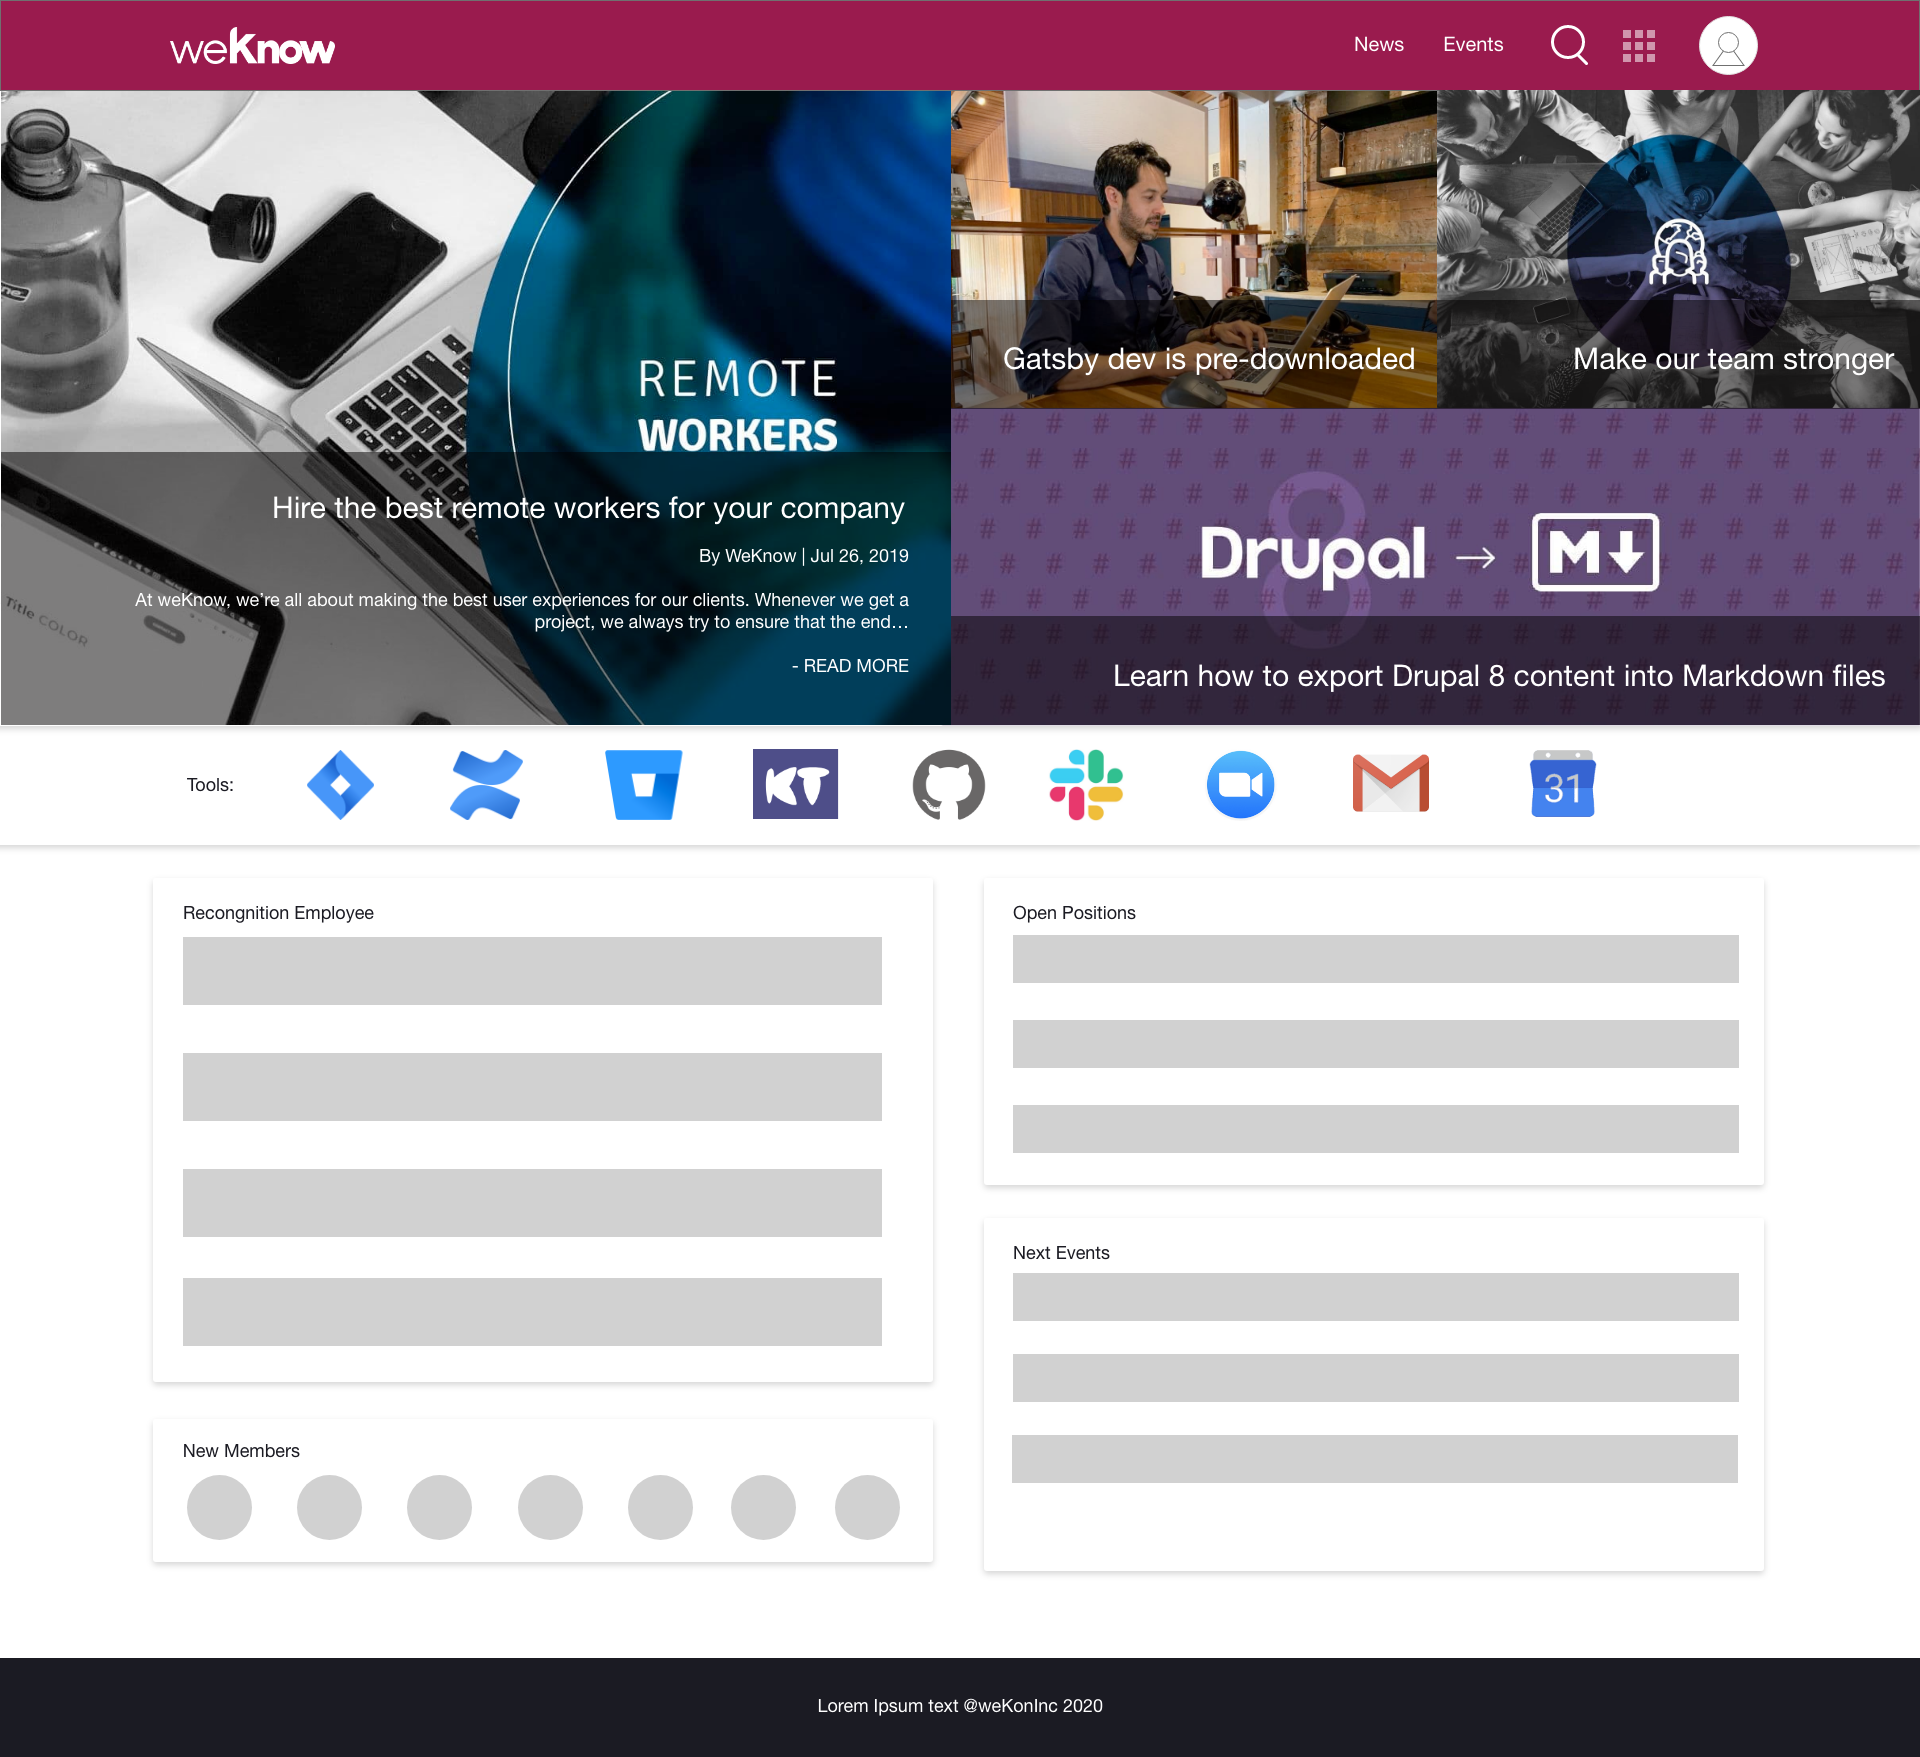 weKnow
News
Events
REMOTE
WORKERS
Hire the best remote workers for your company
By WeKnow | Jul 26, 2019
At weKnow, we’re all about making the best user experiences for our clients. Whenever we get a
project, we always try to ensure that the end…
- READ MORE
Title COLOR
Gatsby dev is pre-downloaded
Make our team stronger
8
Drupal → M
Learn how to export Drupal 8 content into Markdown files
Tools:
KT
31
Recongnition Employee
Open Positions
Next Events
New Members
Lorem Ipsum text @weKonInc 2020